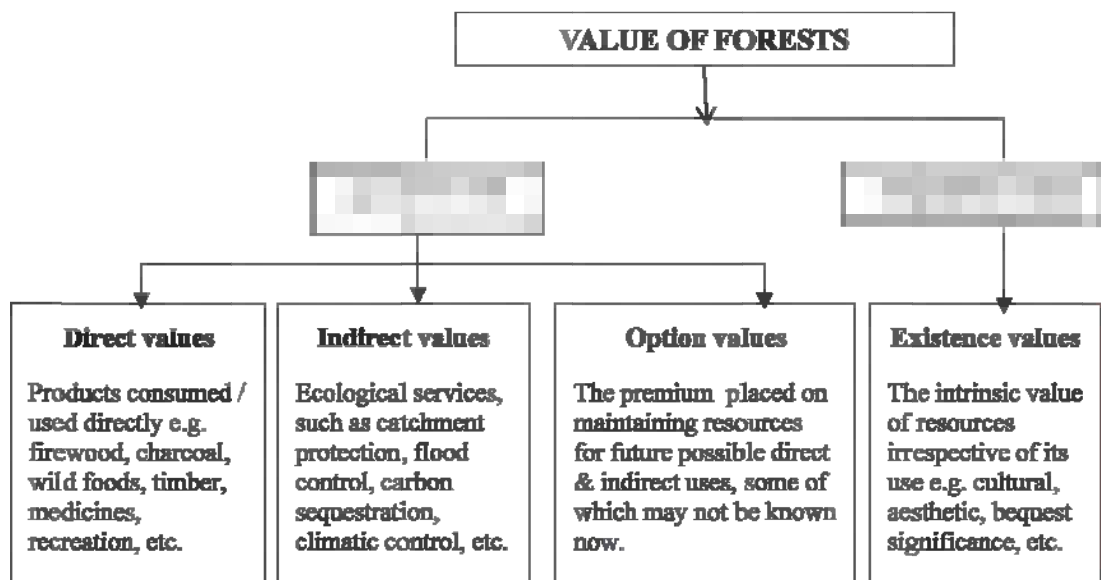 VALUE OF FORESTS
Direct values
Products consumed /
used directly e.g.
firewood, charcoal,
wild foods, timber,
medicines,
recreation, etc.
Indirect values
Ecological services,
such as catchment
protection, flood
control, carbon
sequestration,
climatic control, etc.
Option values
The premium placed on
maintaining resources
for future possible direct
& indirect uses, some of
which may not be known
now.
Existence values
The intrinsic value
of resources
irrespective of its
use e.g. cultural,
aesthetic, bequest
significance, etc.